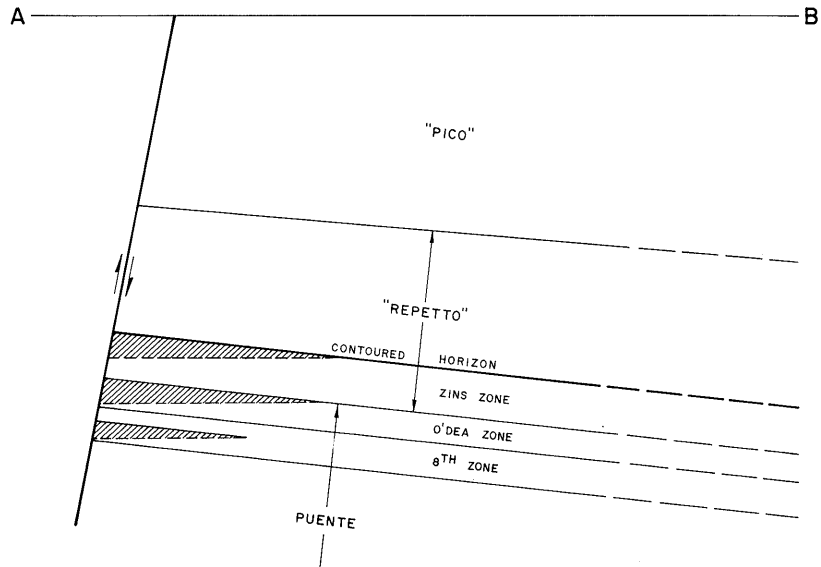 A B
"PICO"
"REPETTO"
CONTOURED HORIZON
ZINS ZONE
O'DEA ZONE
8TH ZONE
PUENTE